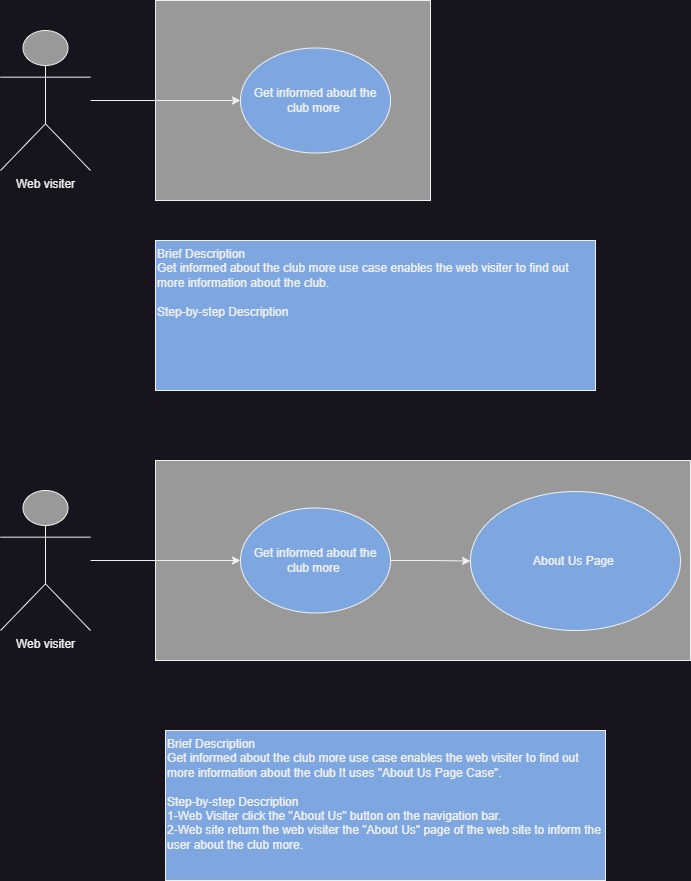 Get informed about the
club more
Web visiter
Brief Description
Get informed about the club more use case enables the web visiter to find out
more information about the club.
Step-by-step Description
Get informed about the
club more
About Us Page
Web visiter
Brief Description
Get informed about the club more use case enables the web visiter to find out
more information about the club It uses "About Us Page Case".
Step-by-step Description
1-Web Visiter click the "About Us" button on the navigation bar.
2-Web site return the web visiter the "About Us" page of the web site to inform the
user about the club more.